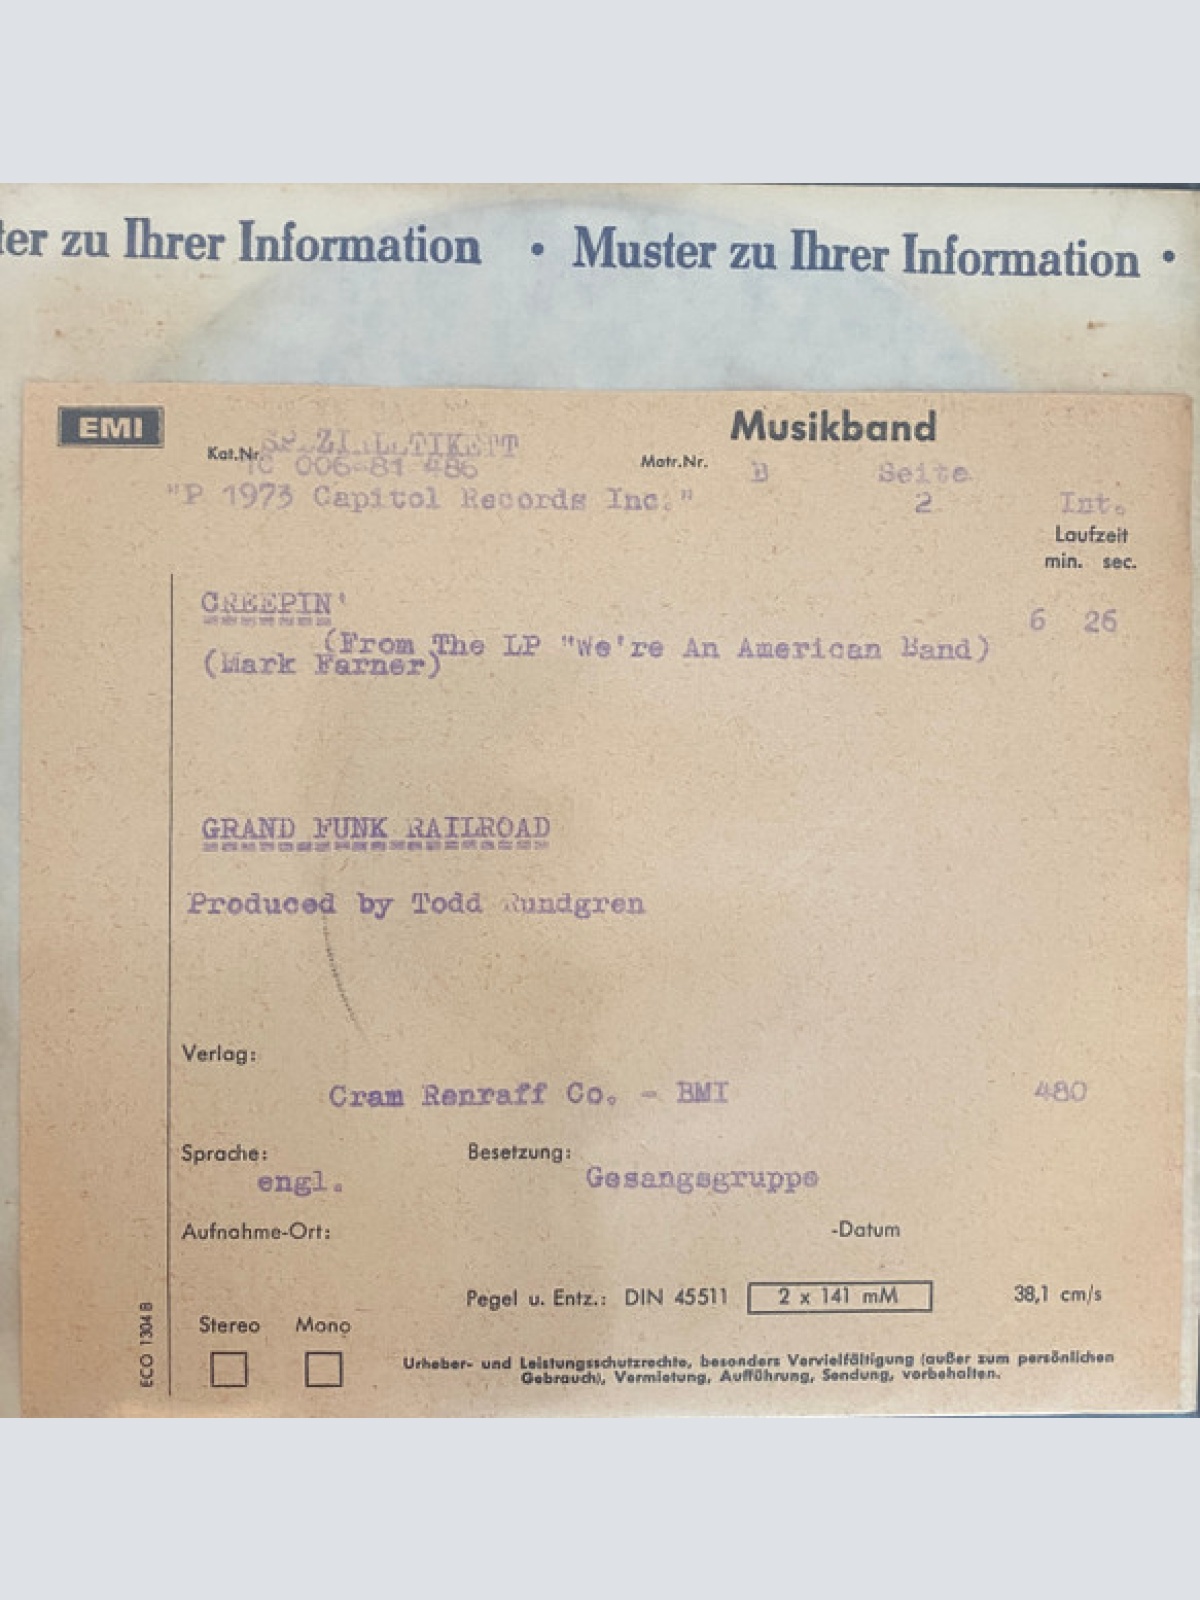 ter zu Ihrer Information • Muster zu Ihrer Information •
EMI
Musikband
SPEZIALETIKETT
Kat.Nr. 1C 006-81 486
Matr.Nr. B Seite
"P 1973 Capitol Records Inc." 2 Int.
Laufzeit
min. sec.
CREEPIN' 6 26
(From The LP "We're An American Band)
(Mark Farner)
GRAND FUNK RAILROAD
Produced by Todd Rundgren
Verlag:
Cram Renraff Co. - BMI 480
Sprache: Besetzung:
engl. Gesangsgruppe
Aufnahme-Ort: -Datum
Pegel u. Entz.: DIN 45511 2 x 141 mM 38,1 cm/s
Stereo Mono
Urheber- und Leistungsschutzrechte, besonders Vervielfältigung (außer zum persönlichen
Gebrauch), Vermietung, Aufführung, Sendung, vorbehalten.
ECO 1304 B